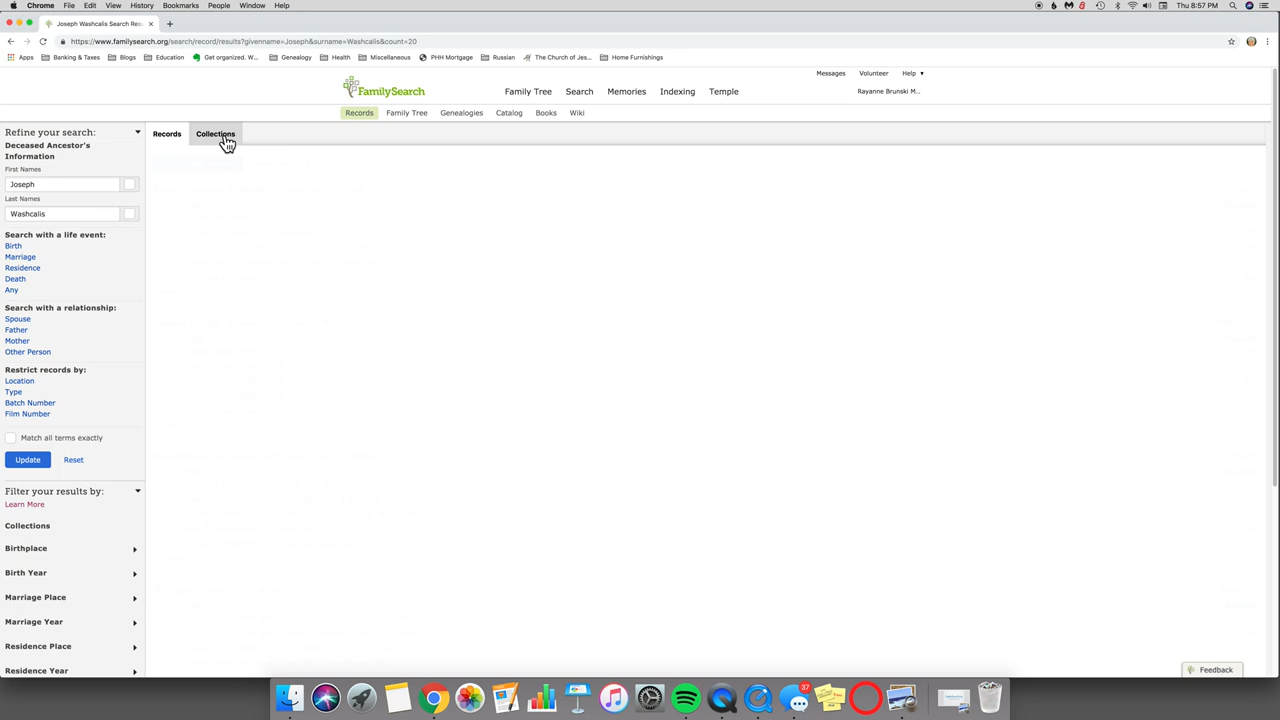 Chrome File Edit View History Bookmarks People Window Help
Thu 8:57 PM
Joseph Washcalis Search Resu
https://www.familysearch.org/search/record/results?givenname=Joseph&surname=Washcalis&count=20
Apps Banking & Taxes Blogs Education Get organized. W... Genealogy Health Miscellaneous PHH Mortgage Russian The Church of Jes... Home Furnishings
Messages Volunteer Help
FamilySearch
Family Tree Search Memories Indexing Temple
Rayanne Brunski M...
Records Family Tree Genealogies Catalog Books Wiki
Records Collections
Refine your search:
Deceased Ancestor's
Information
First Names
Joseph
Last Names
Washcalis
Search with a life event:
Birth
Marriage
Residence
Death
Any
Search with a relationship:
Spouse
Father
Mother
Other Person
Restrict records by:
Location
Type
Batch Number
Film Number
Match all terms exactly
Update Reset
Filter your results by:
Learn More
Collections
Birthplace
Birth Year
Marriage Place
Marriage Year
Residence Place
Residence Year
Feedback
37